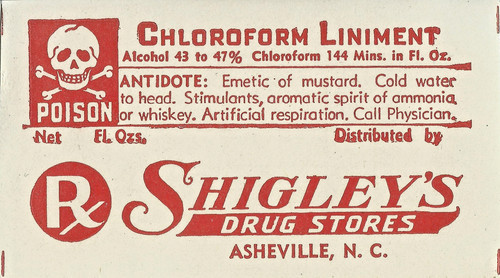 CHLOROFORM LINIMENT
Alcohol 43 to 47% Chloroform 144 Mins. in Fl. Oz.
POISON
ANTIDOTE: Emetic of mustard. Cold water
to head. Stimulants, aromatic spirit of ammonia
or whiskey. Artificial respiration. Call Physician.
Net Fl. Ozs. Distributed by
Rx
SHIGLEY'S
DRUG STORES
ASHEVILLE, N. C.